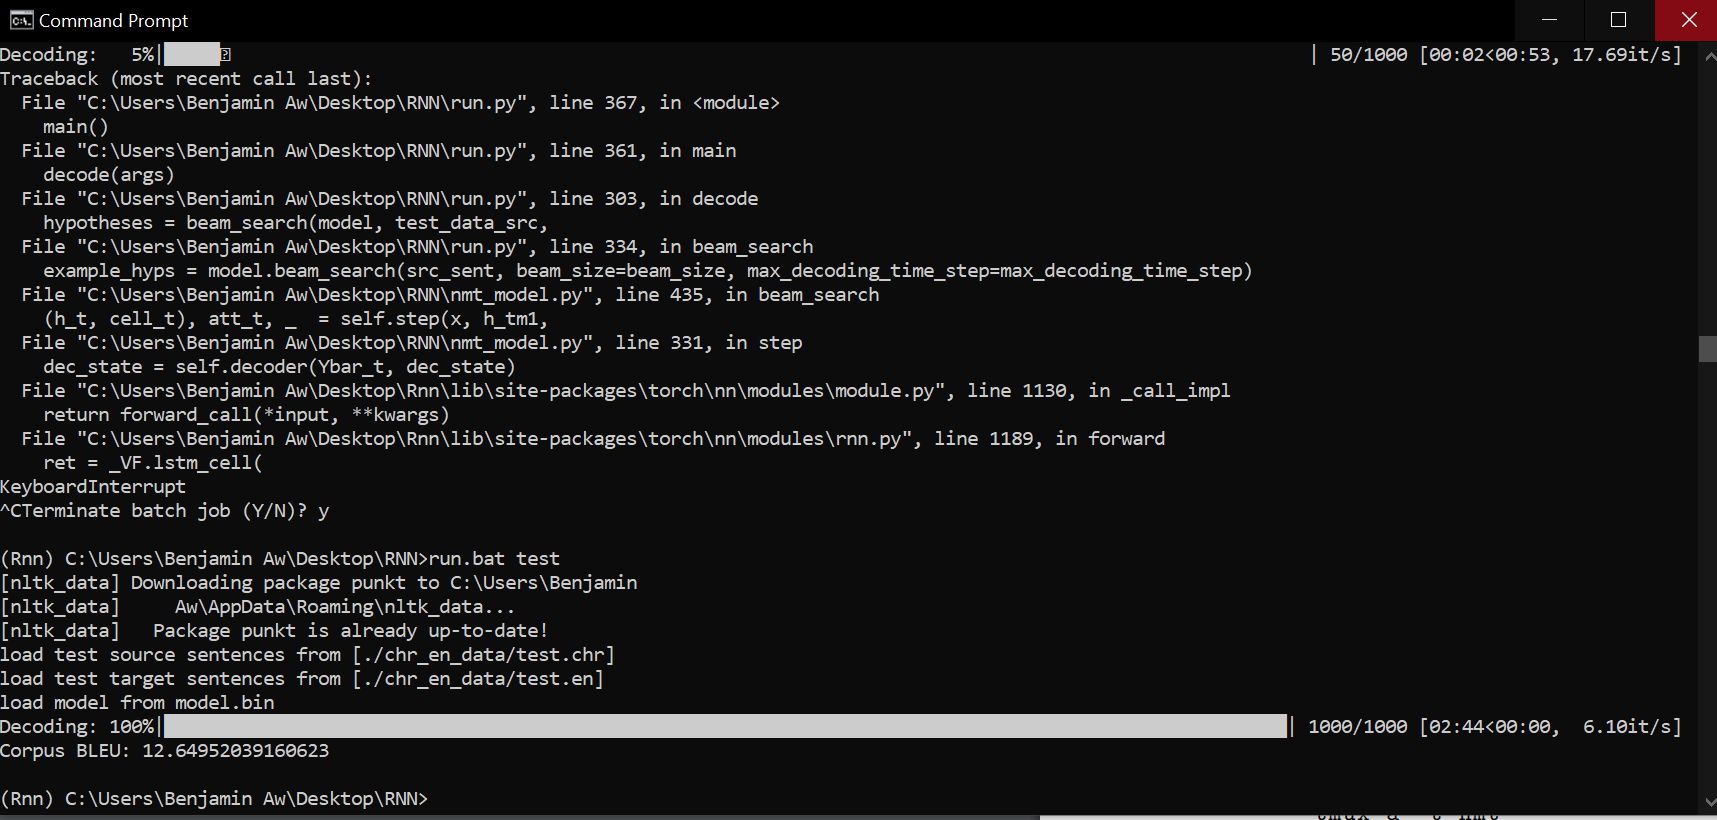 Command Prompt
Decoding:   5%| | 50/1000 [00:02<00:53, 17.69it/s]
Traceback (most recent call last):
  File "C:\Users\Benjamin Aw\Desktop\RNN\run.py", line 367, in <module>
    main()
  File "C:\Users\Benjamin Aw\Desktop\RNN\run.py", line 361, in main
    decode(args)
  File "C:\Users\Benjamin Aw\Desktop\RNN\run.py", line 303, in decode
    hypotheses = beam_search(model, test_data_src,
  File "C:\Users\Benjamin Aw\Desktop\RNN\run.py", line 334, in beam_search
    example_hyps = model.beam_search(src_sent, beam_size=beam_size, max_decoding_time_step=max_decoding_time_step)
  File "C:\Users\Benjamin Aw\Desktop\RNN\nmt_model.py", line 435, in beam_search
    (h_t, cell_t), att_t, _  = self.step(x, h_tm1,
  File "C:\Users\Benjamin Aw\Desktop\RNN\nmt_model.py", line 331, in step
    dec_state = self.decoder(Ybar_t, dec_state)
  File "C:\Users\Benjamin Aw\Desktop\Rnn\lib\site-packages\torch\nn\modules\module.py", line 1130, in _call_impl
    return forward_call(*input, **kwargs)
  File "C:\Users\Benjamin Aw\Desktop\Rnn\lib\site-packages\torch\nn\modules\rnn.py", line 1189, in forward
    ret = _VF.lstm_cell(
KeyboardInterrupt
^CTerminate batch job (Y/N)? y
(Rnn) C:\Users\Benjamin Aw\Desktop\RNN>run.bat test
[nltk_data] Downloading package punkt to C:\Users\Benjamin
[nltk_data]     Aw\AppData\Roaming\nltk_data...
[nltk_data]   Package punkt is already up-to-date!
load test source sentences from [./chr_en_data/test.chr]
load test target sentences from [./chr_en_data/test.en]
load model from model.bin
Decoding: 100%| | 1000/1000 [02:44<00:00,  6.10it/s]
Corpus BLEU: 12.64952039160623
(Rnn) C:\Users\Benjamin Aw\Desktop\RNN>